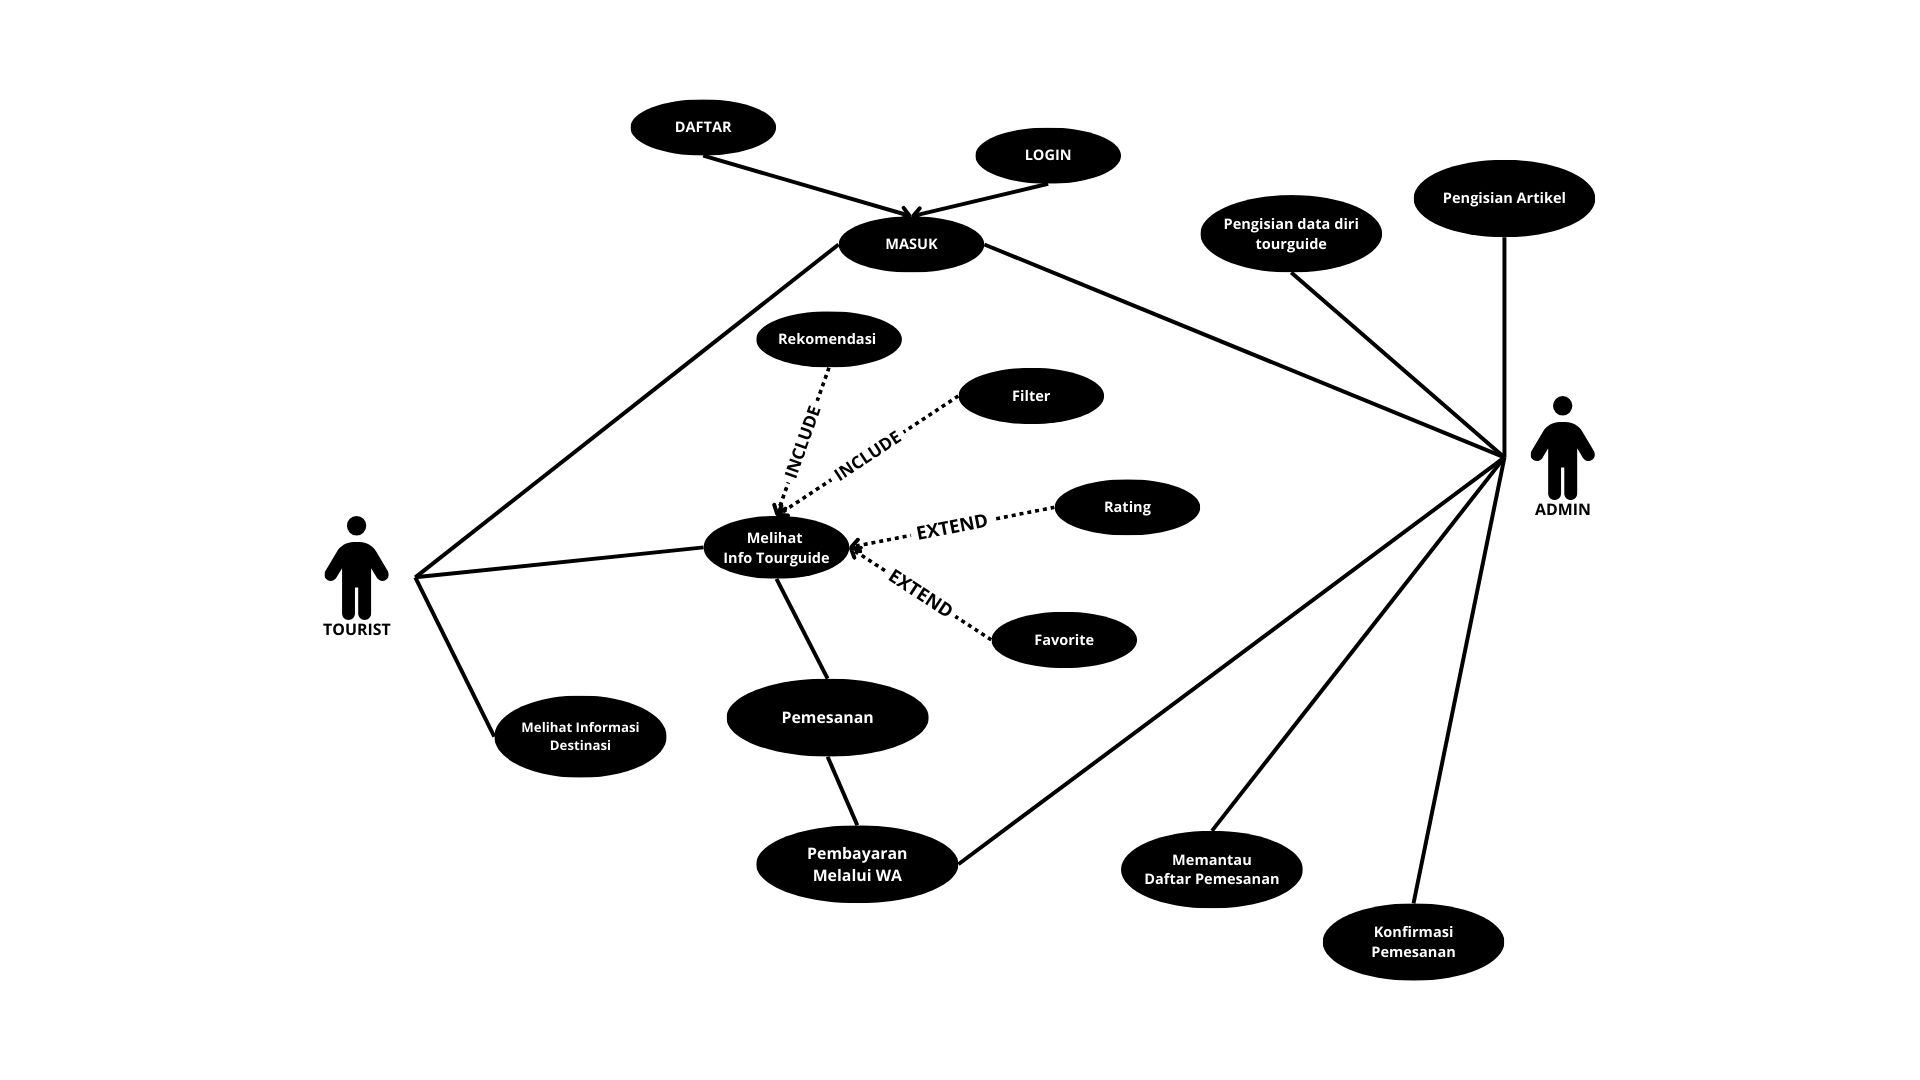 DAFTAR
LOGIN
MASUK
Pengisian data diri
tourguide
Pengisian Artikel
Rekomendasi
Filter
INCLUDE
INCLUDE
Rating
EXTEND
Melihat
Info Tourguide
EXTEND
Favorite
TOURIST
ADMIN
Melihat Informasi
Destinasi
Pemesanan
Pembayaran
Melalui WA
Memantau
Daftar Pemesanan
Konfirmasi
Pemesanan